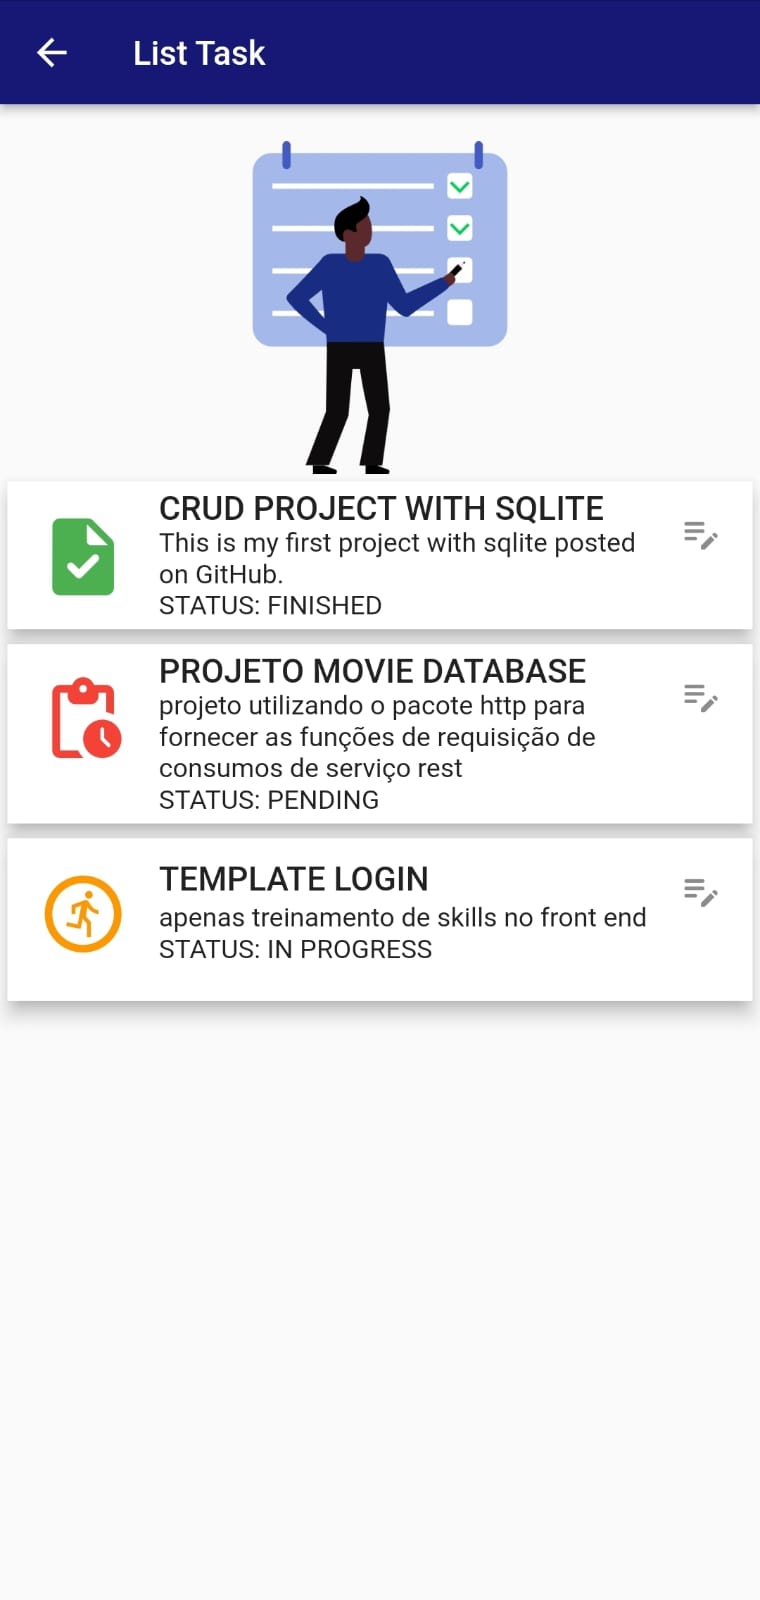 List Task
CRUD PROJECT WITH SQLITE
This is my first project with sqlite posted
on GitHub.
STATUS: FINISHED
PROJETO MOVIE DATABASE
projeto utilizando o pacote http para
fornecer as funções de requisição de
consumos de serviço rest
STATUS: PENDING
TEMPLATE LOGIN
apenas treinamento de skills no front end
STATUS: IN PROGRESS